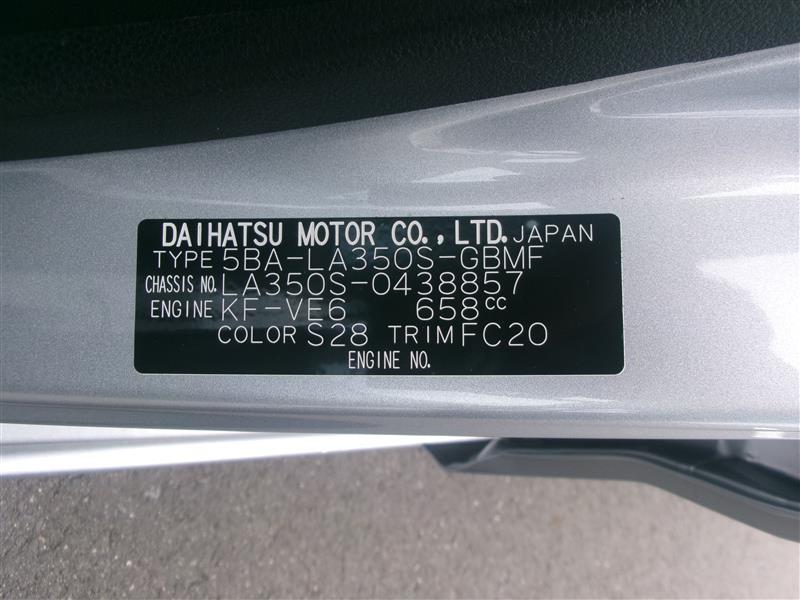 DAIHATSU MOTOR CO., LTD. JAPAN
TYPE 5BA-LA350S-GBMF
CHASSIS NO. LA350S-0438857
ENGINE KF-VE6 658cc
COLOR S28 TRIM FC20
ENGINE NO.